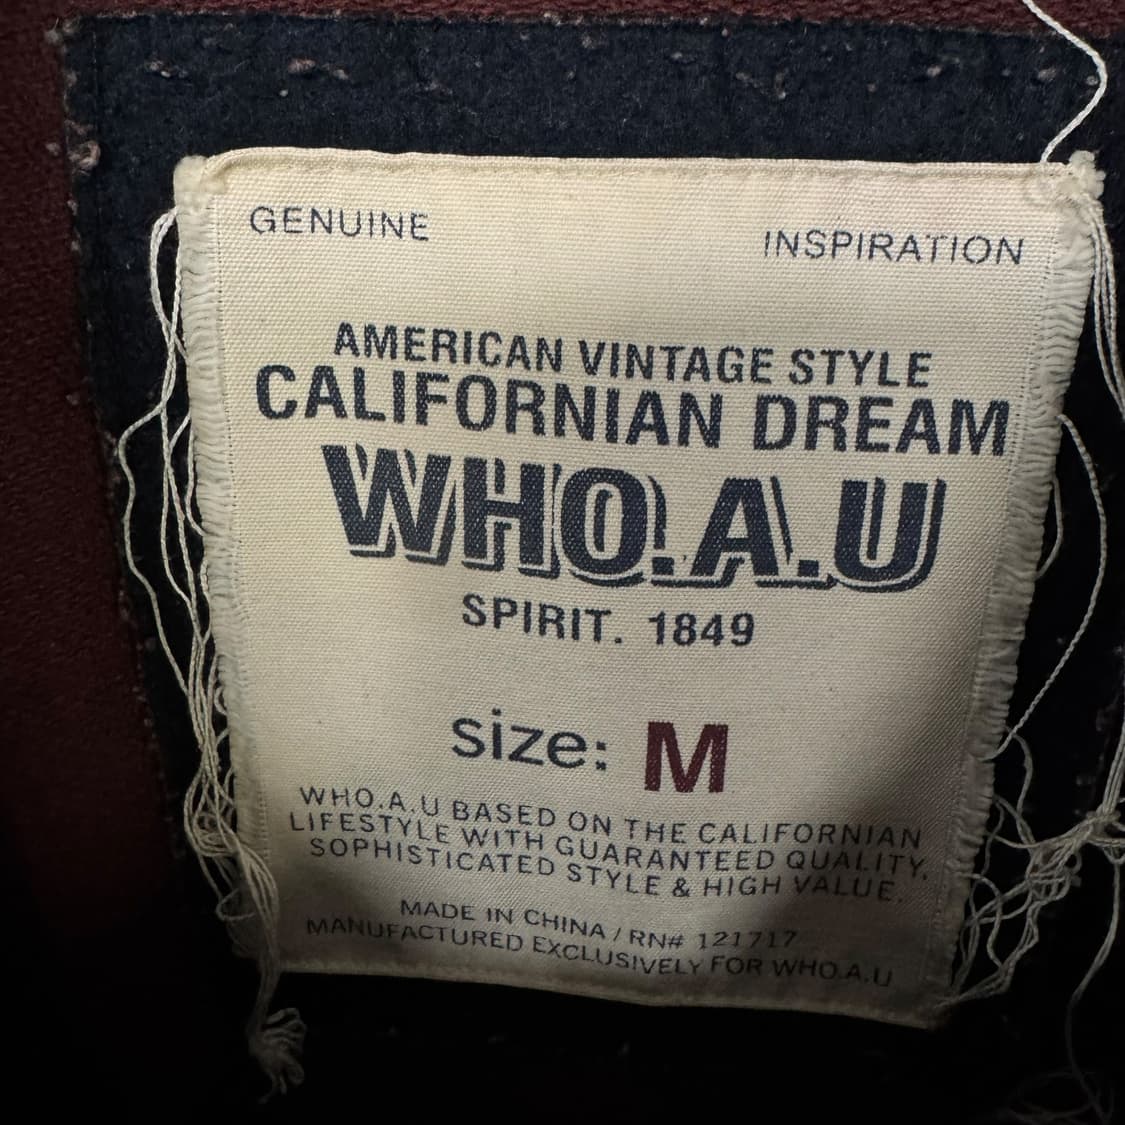 GENUINE INSPIRATION
AMERICAN VINTAGE STYLE
CALIFORNIAN DREAM
WHO.A.U
SPIRIT. 1849
size: M
WHO.A.U BASED ON THE CALIFORNIAN
LIFESTYLE WITH GUARANTEED QUALITY,
SOPHISTICATED STYLE & HIGH VALUE.
MADE IN CHINA / RN# 121717
MANUFACTURED EXCLUSIVELY FOR WHO.A.U